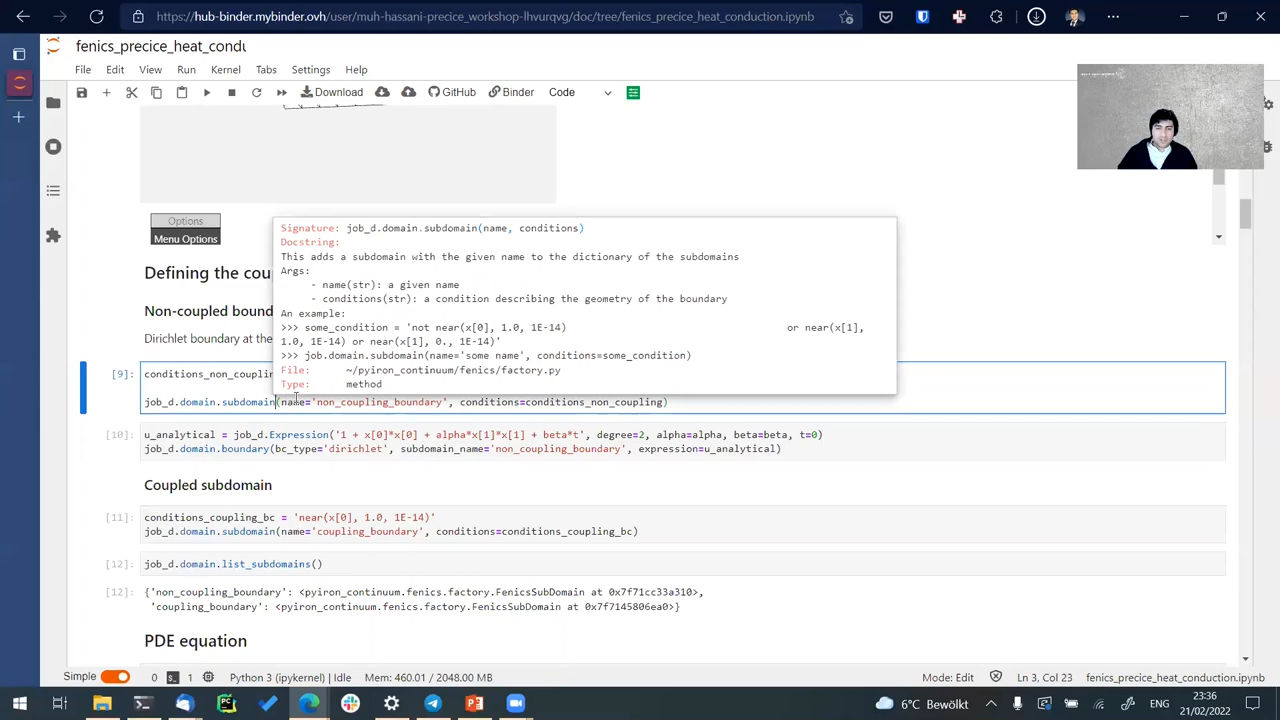 https://hub-binder.mybinder.ovh/user/muh-hassani-precice_workshop-lhvurqvg/doc/tree/fenics_precice_heat_conduction.ipynb
fenics_precice_heat_condu
File Edit View Run Kernel Tabs Settings Help
Download GitHub Binder Code
Options
Menu Options
Signature: job_d.domain.subdomain(name, conditions)
Docstring:
This adds a subdomain with the given name to the dictionary of the subdomains
Args:
- name(str): a given name
- conditions(str): a condition describing the geometry of the boundary
An example:
>>> some_condition = 'not near(x[0], 1.0, 1E-14) or near(x[1],
1.0, 1E-14) or near(x[1], 0., 1E-14)'
>>> job.domain.subdomain(name='some name', conditions=some_condition)
File: ~/pyiron_continuum/fenics/factory.py
Type: method
Defining the cou
Non-coupled bound
Dirichlet boundary at the
[9]: conditions_non_couplin
job_d.domain.subdomain(name='non_coupling_boundary', conditions=conditions_non_coupling)
[10]: u_analytical = job_d.Expression('1 + x[0]*x[0] + alpha*x[1]*x[1] + beta*t', degree=2, alpha=alpha, beta=beta, t=0)
job_d.domain.boundary(bc_type='dirichlet', subdomain_name='non_coupling_boundary', expression=u_analytical)
Coupled subdomain
[11]: conditions_coupling_bc = 'near(x[0], 1.0, 1E-14)'
job_d.domain.subdomain(name='coupling_boundary', conditions=conditions_coupling_bc)
[12]: job_d.domain.list_subdomains()
[12]: {'non_coupling_boundary': <pyiron_continuum.fenics.factory.FenicsSubDomain at 0x7f71cc33a310>,
'coupling_boundary': <pyiron_continuum.fenics.factory.FenicsSubDomain at 0x7f7145806ea0>}
PDE equation
Simple 0 1 Python 3 (ipykernel) | Idle Mem: 460.01 / 2048.00 MB Mode: Edit Ln 3, Col 23 fenics_precice_heat_conduction.ipynb
6°C Bewölkt ENG 23:36
21/02/2022